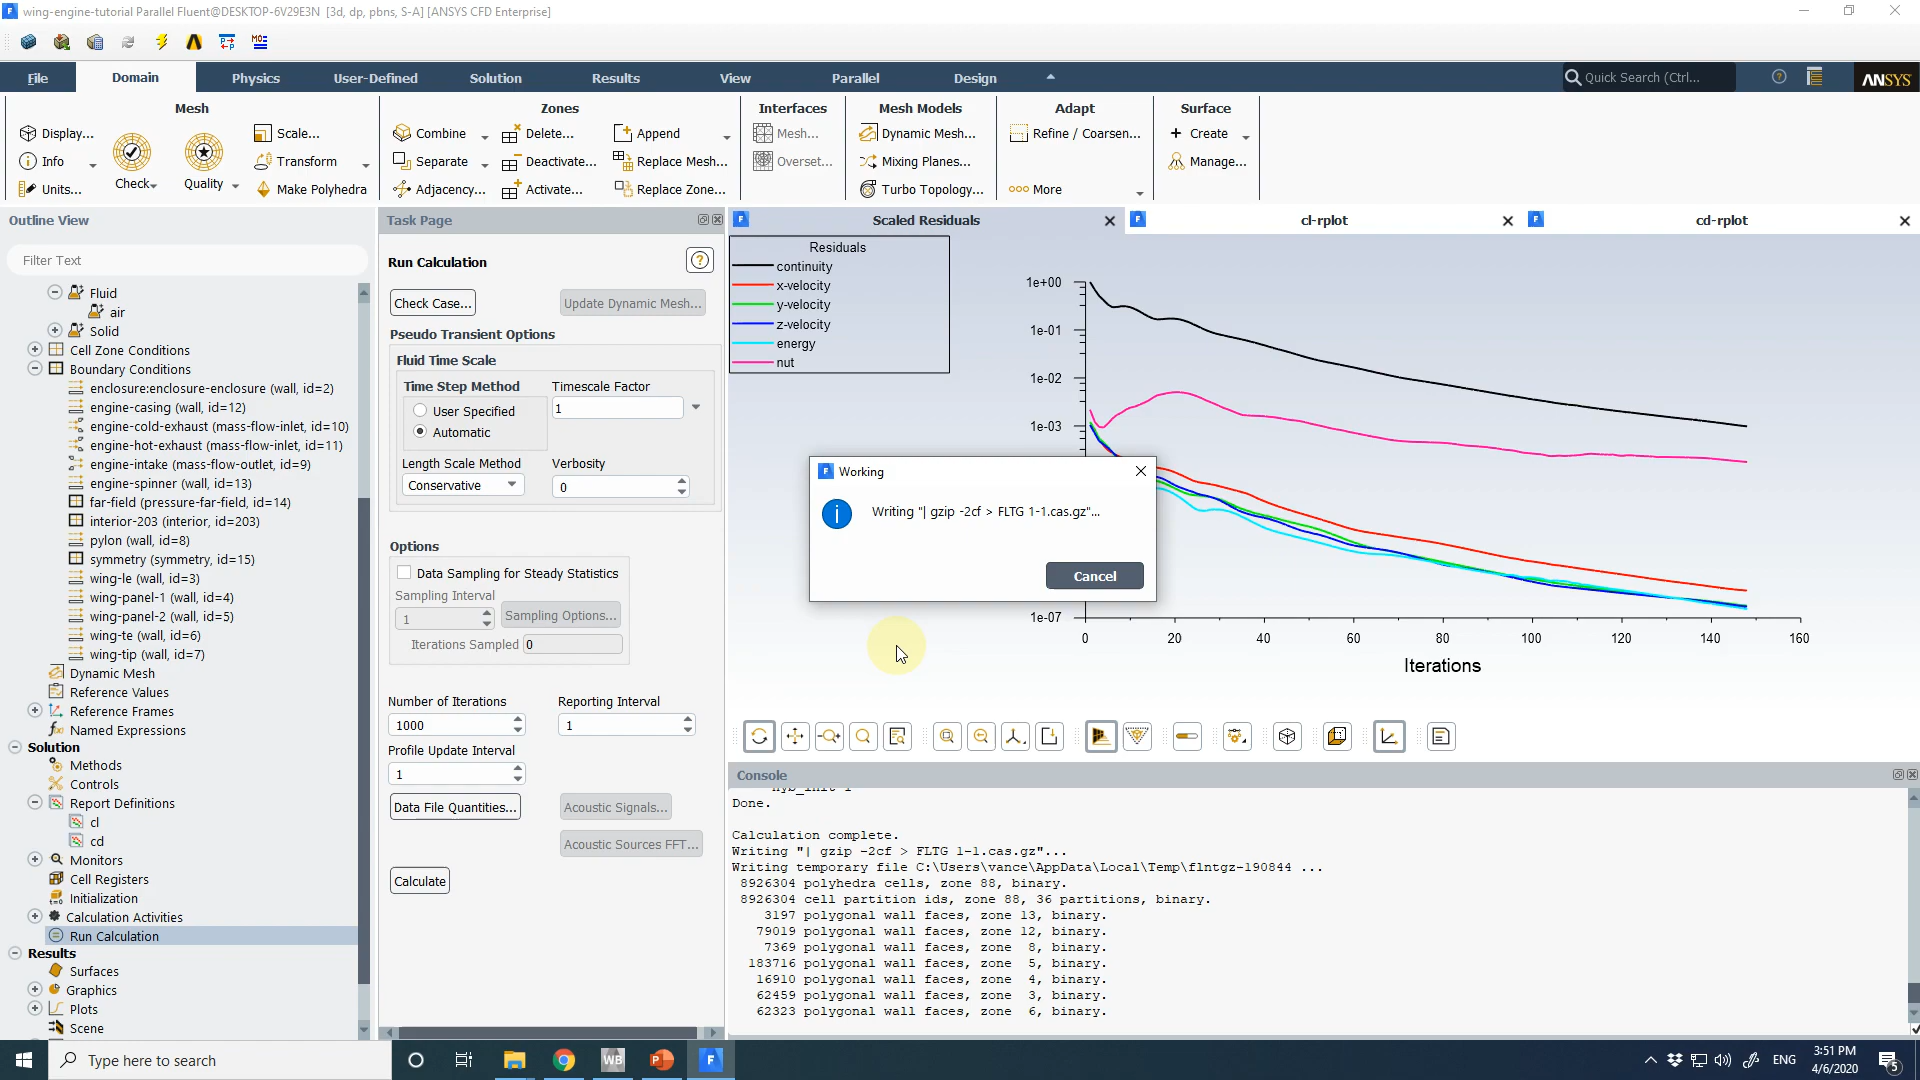 wing-engine-tutorial Parallel Fluent@DESKTOP-6V29E3N [3d, dp, pbns, S-A] [ANSYS CFD Enterprise]
File
Domain
Physics
User-Defined
Solution
Results
View
Parallel
Design
Quick Search (Ctrl...
ANSYS
Mesh
Display...
Info
Units...
Check
Quality
Scale...
Transform
Make Polyhedra
Zones
Combine
Separate
Adjacency...
Delete...
Deactivate...
Activate...
Append
Replace Mesh...
Replace Zone...
Interfaces
Mesh...
Overset...
Mesh Models
Dynamic Mesh...
Mixing Planes...
Turbo Topology...
Adapt
Refine / Coarsen...
More
Surface
Create
Manage...
Outline View
Filter Text
Fluid
air
Solid
Cell Zone Conditions
Boundary Conditions
enclosure:enclosure-enclosure (wall, id=2)
engine-casing (wall, id=12)
engine-cold-exhaust (mass-flow-inlet, id=10)
engine-hot-exhaust (mass-flow-inlet, id=11)
engine-intake (mass-flow-outlet, id=9)
engine-spinner (wall, id=13)
far-field (pressure-far-field, id=14)
interior-203 (interior, id=203)
pylon (wall, id=8)
symmetry (symmetry, id=15)
wing-le (wall, id=3)
wing-panel-1 (wall, id=4)
wing-panel-2 (wall, id=5)
wing-te (wall, id=6)
wing-tip (wall, id=7)
Dynamic Mesh
Reference Values
Reference Frames
Named Expressions
Solution
Methods
Controls
Report Definitions
cl
cd
Monitors
Cell Registers
Initialization
Calculation Activities
Run Calculation
Results
Surfaces
Graphics
Plots
Scene
Task Page
Run Calculation
Check Case...
Update Dynamic Mesh...
Pseudo Transient Options
Fluid Time Scale
Time Step Method
Timescale Factor
User Specified
1
Automatic
Length Scale Method
Verbosity
Conservative
0
Options
Data Sampling for Steady Statistics
Sampling Interval
1
Sampling Options...
Iterations Sampled 0
Number of Iterations
Reporting Interval
1000
1
Profile Update Interval
1
Data File Quantities...
Acoustic Signals...
Acoustic Sources FFT...
Calculate
Scaled Residuals
cl-rplot
cd-rplot
Residuals
continuity
x-velocity
y-velocity
z-velocity
energy
nut
1e+00
1e-01
1e-02
1e-03
1e-07
0 20 40 60 80 100 120 140 160
Iterations
Working
Writing "| gzip -2cf > FLTG 1-1.cas.gz"...
Cancel
Console
Done.
Calculation complete.
Writing "| gzip -2cf > FLTG 1-1.cas.gz"...
Writing temporary file C:\Users\vance\AppData\Local\Temp\flntgz-190844 ...
8926304 polyhedra cells, zone 88, binary.
8926304 cell partition ids, zone 88, 36 partitions, binary.
3197 polygonal wall faces, zone 13, binary.
79019 polygonal wall faces, zone 12, binary.
7369 polygonal wall faces, zone 8, binary.
183716 polygonal wall faces, zone 5, binary.
16910 polygonal wall faces, zone 4, binary.
62459 polygonal wall faces, zone 3, binary.
62323 polygonal wall faces, zone 6, binary.
Type here to search
WB
ENG
3:51 PM
4/6/2020
5